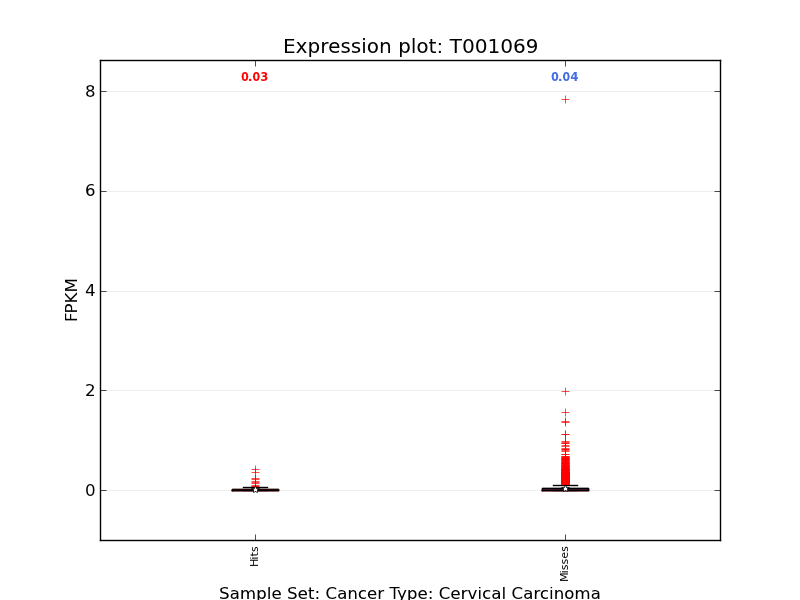 Expression plot: T001069
0.03
0.04
8
6
4
2
0
FPKM
Hits
Misses
Sample Set: Cancer Type: Cervical Carcinoma